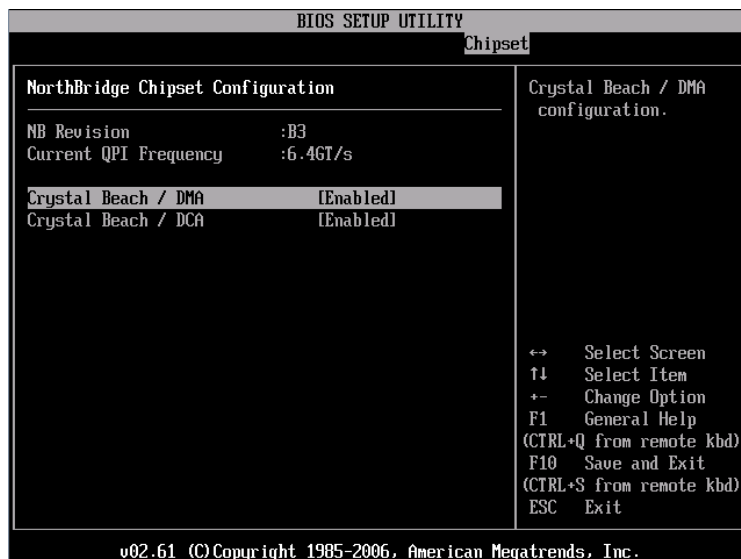 BIOS SETUP UTILITY
Chipset
NorthBridge Chipset Configuration
NB Revision :B3
Current QPI Frequency :6.4GT/s
Crystal Beach / DMA [Enabled]
Crystal Beach / DCA [Enabled]
Crystal Beach / DMA
configuration.
↔ Select Screen
↑↓ Select Item
+- Change Option
F1 General Help
(CTRL+Q from remote kbd)
F10 Save and Exit
(CTRL+S from remote kbd)
ESC Exit
v02.61 (C)Copyright 1985-2006, American Megatrends, Inc.